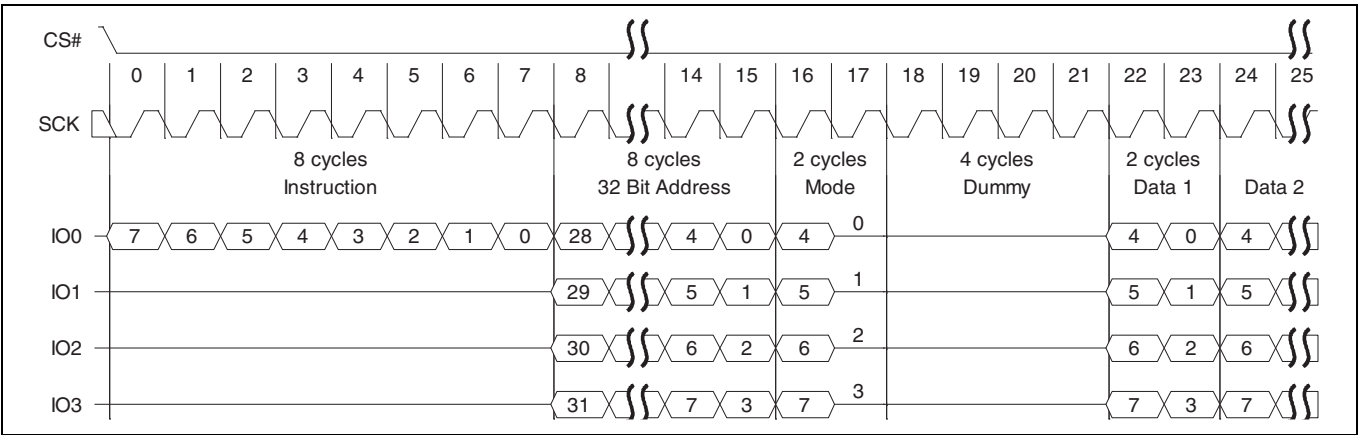 CS#
0 1 2 3 4 5 6 7 8 14 15 16 17 18 19 20 21 22 23 24 25
SCK
8 cycles 8 cycles 2 cycles 4 cycles 2 cycles
Instruction 32 Bit Address Mode Dummy Data 1 Data 2
IO0 7 6 5 4 3 2 1 0 28 4 0 4 0 4 0 4
IO1 29 5 1 5 1 5 1 5
IO2 30 6 2 6 2 6 2 6
IO3 31 7 3 7 3 7 3 7